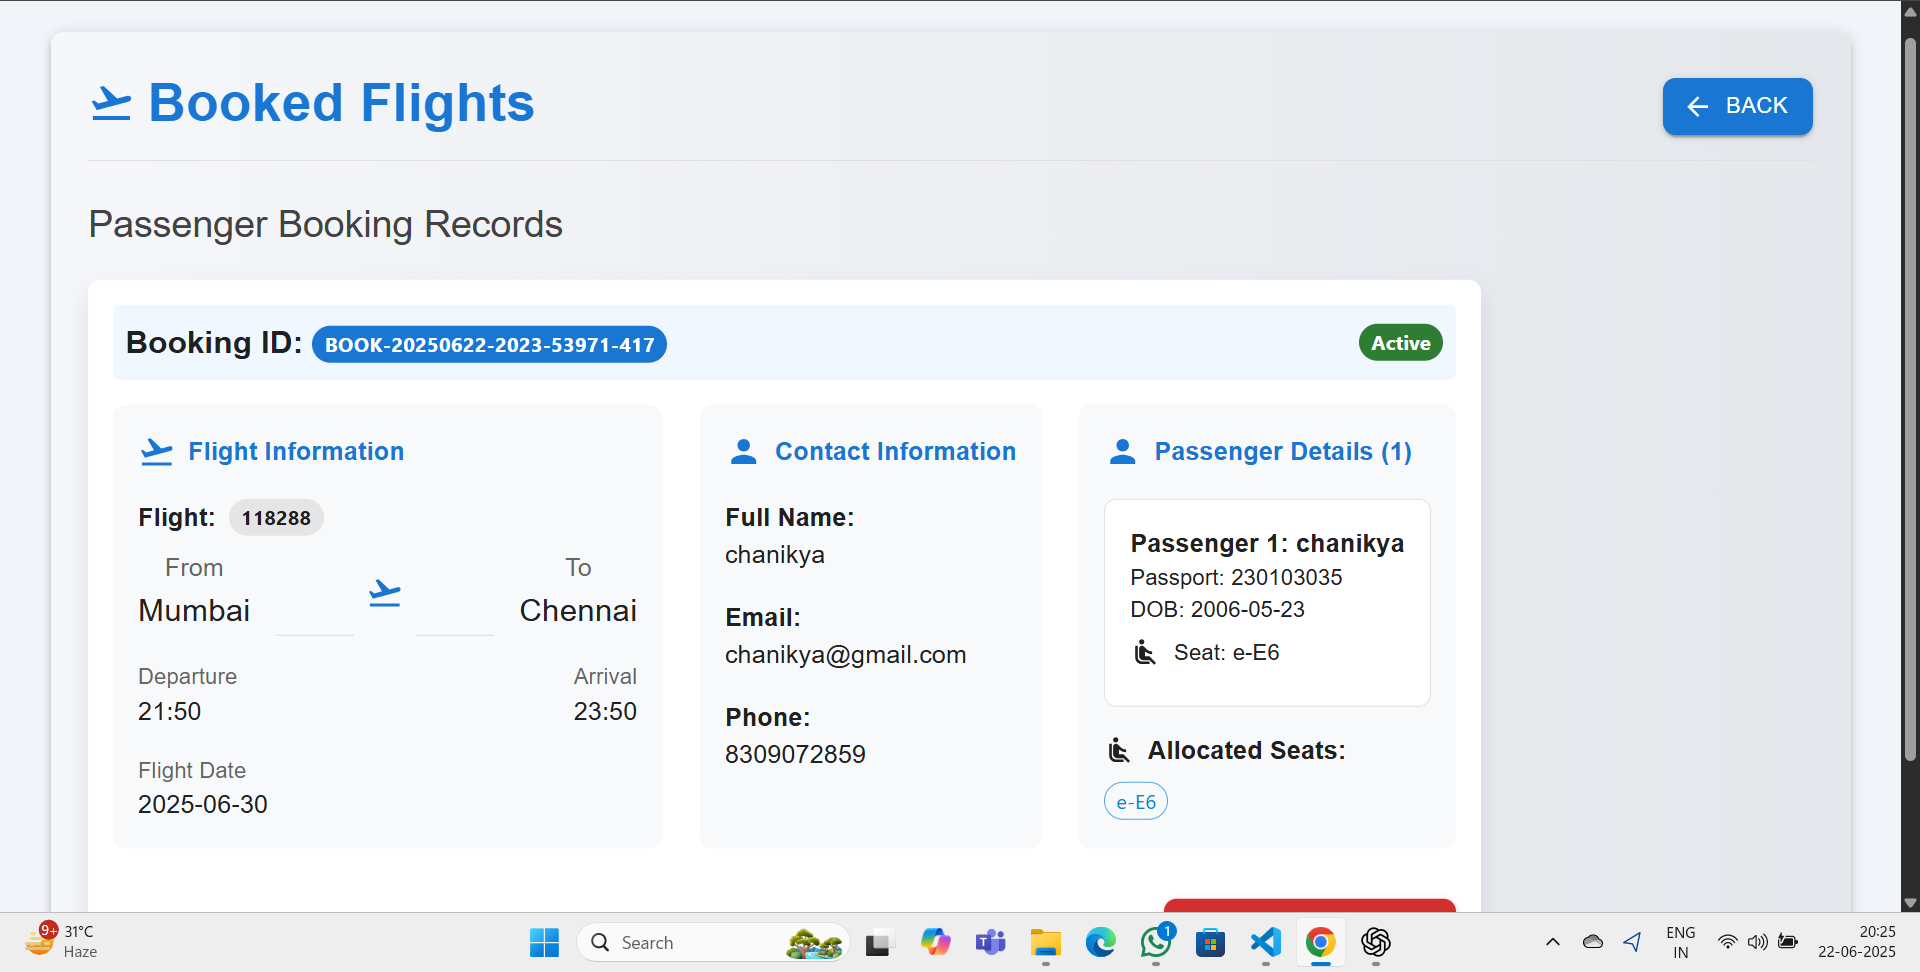 Booked Flights
BACK
Passenger Booking Records
Booking ID: BOOK-20250622-2023-53971-417
Active
Flight Information
Flight: 118288
From To
Mumbai Chennai
Departure Arrival
21:50 23:50
Flight Date
2025-06-30
Contact Information
Full Name:
chanikya
Email:
chanikya@gmail.com
Phone:
8309072859
Passenger Details (1)
Passenger 1: chanikya
Passport: 230103035
DOB: 2006-05-23
Seat: e-E6
Allocated Seats:
e-E6
9+
31°C
Haze
Search
T
1
ENG
IN
20:25
22-06-2025